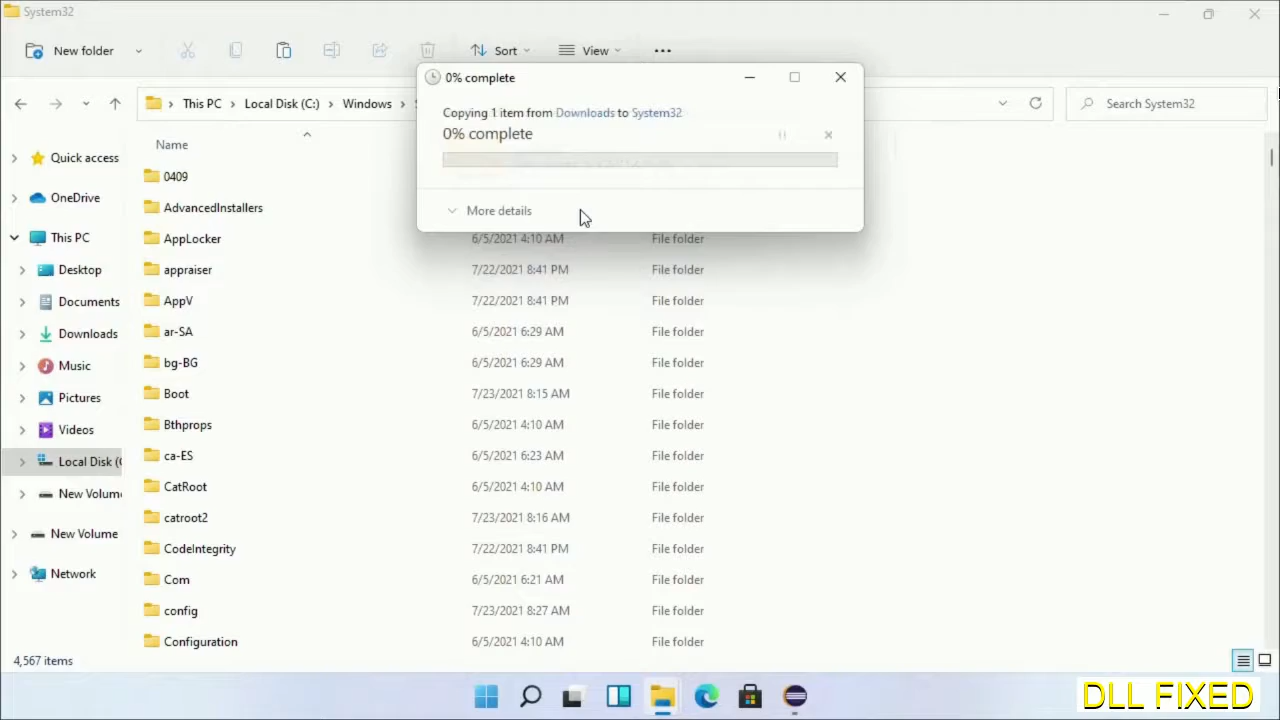 System32
New folder
Sort
View
This PC
Local Disk (C:)
Windows
Search System32
0% complete
Copying 1 item from Downloads to System32
0% complete
More details
Name
Quick access
OneDrive
This PC
Desktop
Documents
Downloads
Music
Pictures
Videos
Local Disk (
New Volum
New Volume
Network
0409
AdvancedInstallers
AppLocker 6/5/2021 4:10 AM File folder
appraiser 7/22/2021 8:41 PM File folder
AppV 7/22/2021 8:41 PM File folder
ar-SA 6/5/2021 6:29 AM File folder
bg-BG 6/5/2021 6:29 AM File folder
Boot 7/23/2021 8:15 AM File folder
Bthprops 6/5/2021 4:10 AM File folder
ca-ES 6/5/2021 6:23 AM File folder
CatRoot 6/5/2021 4:10 AM File folder
catroot2 7/23/2021 8:16 AM File folder
CodeIntegrity 7/22/2021 8:41 PM File folder
Com 6/5/2021 6:21 AM File folder
config 7/23/2021 8:27 AM File folder
Configuration 6/5/2021 4:10 AM File folder
4,567 items
DLL FIXED